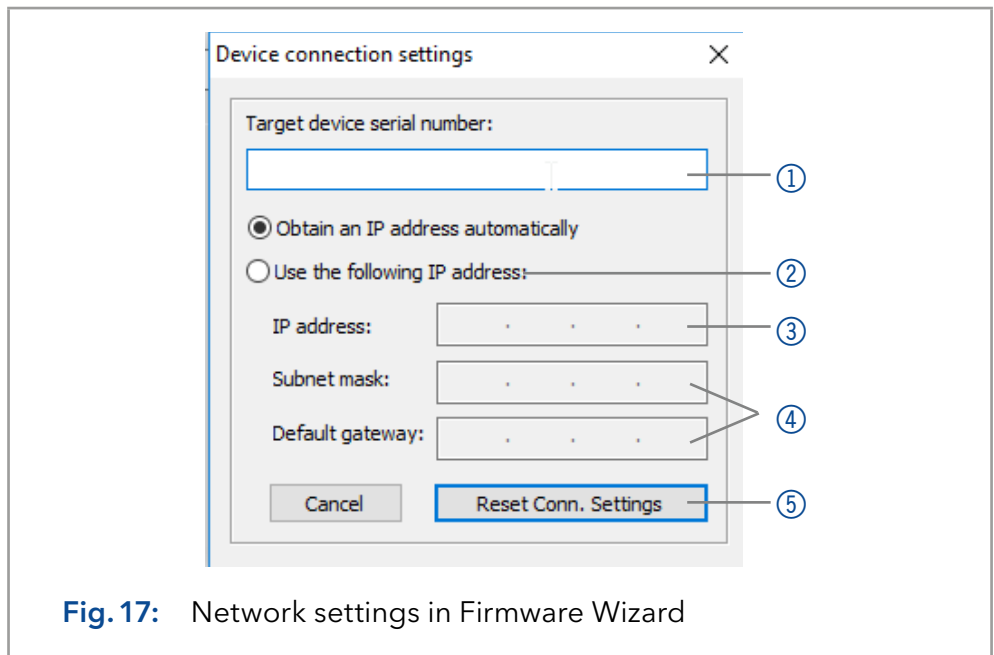 Device connection settings
Target device serial number:
①
Obtain an IP address automatically
Use the following IP address: ②
IP address: . . . ③
Subnet mask: . . .
④
Default gateway: . . .
Cancel Reset Conn. Settings ⑤
Fig. 17: Network settings in Firmware Wizard